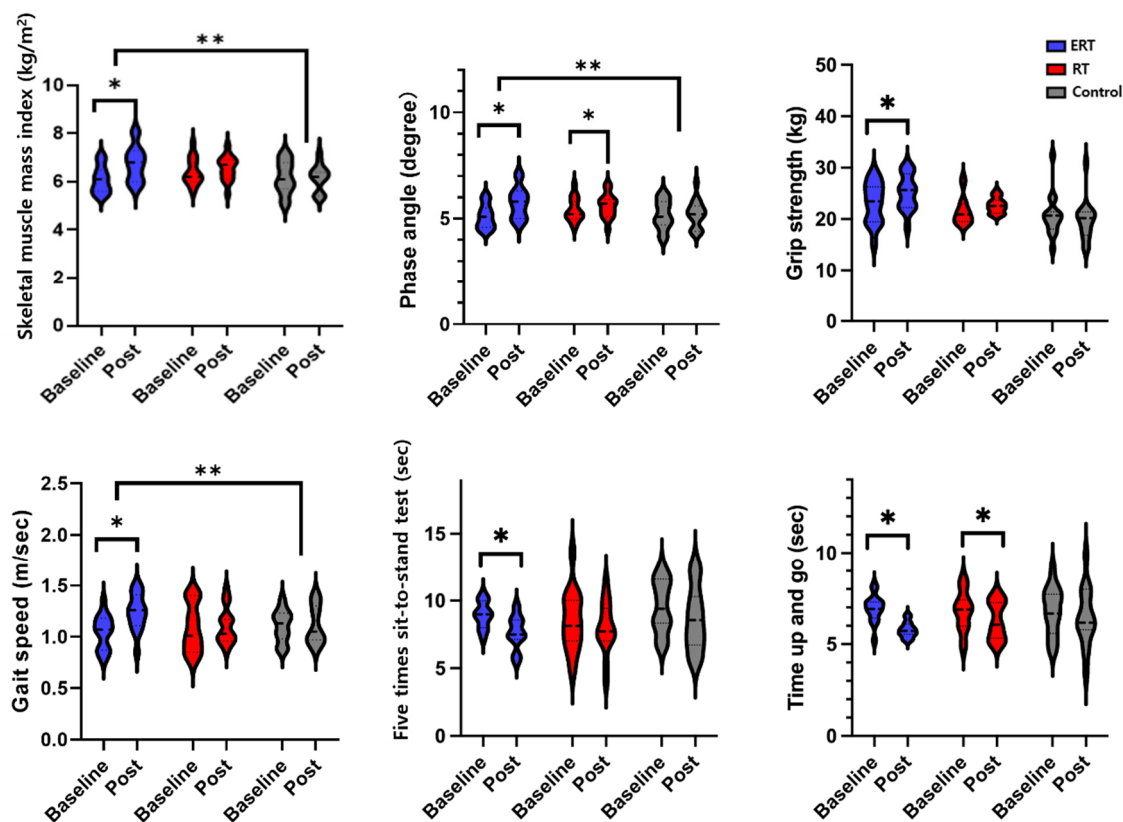 Skeletal muscle mass index (kg/m²)
10
8
6
4
2
0
*
**
Baseline
Post
Baseline
Post
Baseline
Post
Phase angle (degree)
10
5
0
*
*
**
Baseline
Post
Baseline
Post
Baseline
Post
Grip strength (kg)
50
40
30
20
10
0
*
ERT
RT
Control
Baseline
Post
Baseline
Post
Baseline
Post
Gait speed (m/sec)
2.5
2.0
1.5
1.0
0.5
0.0
*
**
Baseline
Post
Baseline
Post
Baseline
Post
Five times sit-to-stand test (sec)
15
10
5
0
*
Baseline
Post
Baseline
Post
Baseline
Post
Time up and go (sec)
10
5
0
*
*
Baseline
Post
Baseline
Post
Baseline
Post